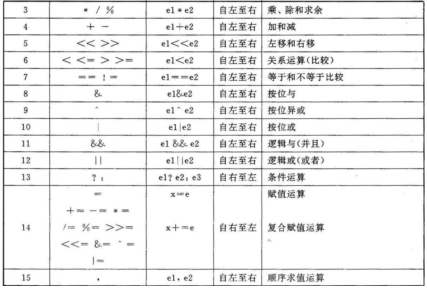 3 * / % e1*e2 自左至右 乘、除和求余
4 + - e1+e2 自左至右 加和减
5 << >> e1<<e2 自左至右 左移和右移
6 < <= > >= e1<e2 自左至右 关系运算(比较)
7 == != e1==e2 自左至右 等于和不等于比较
8 & e1&e2 自左至右 按位与
9 ^ e1^e2 自左至右 按位异或
10 | e1|e2 自左至右 按位或
11 && e1 && e2 自左至右 逻辑与(并且)
12 || e1||e2 自左至右 逻辑或(或者)
13 ?: e1? e2: e3 自右至左 条件运算
= x=e 赋值运算
+= -= *=
14 /= %= >>= x+=e 自右至左 复合赋值运算
<<= &= ^=
|=
15 , e1,e2 自左至右 顺序求值运算